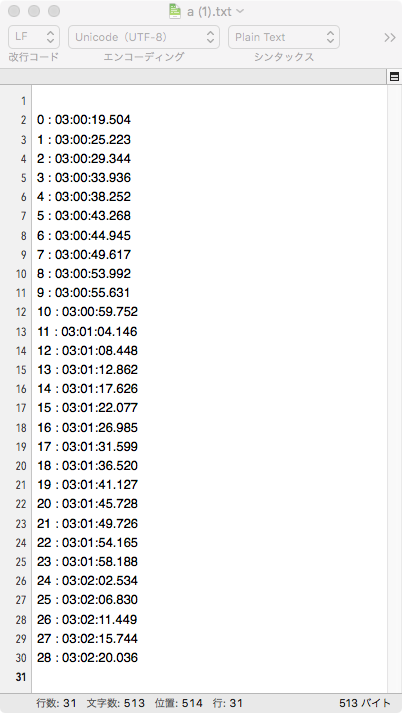 a (1).txt
LF
Unicode（UTF-8）
Plain Text
改行コード
エンコーディング
シンタックス
1
2 0 : 03:00:19.504
3 1 : 03:00:25.223
4 2 : 03:00:29.344
5 3 : 03:00:33.936
6 4 : 03:00:38.252
7 5 : 03:00:43.268
8 6 : 03:00:44.945
9 7 : 03:00:49.617
10 8 : 03:00:53.992
11 9 : 03:00:55.631
12 10 : 03:00:59.752
13 11 : 03:01:04.146
14 12 : 03:01:08.448
15 13 : 03:01:12.862
16 14 : 03:01:17.626
17 15 : 03:01:22.077
18 16 : 03:01:26.985
19 17 : 03:01:31.599
20 18 : 03:01:36.520
21 19 : 03:01:41.127
22 20 : 03:01:45.728
23 21 : 03:01:49.726
24 22 : 03:01:54.165
25 23 : 03:01:58.188
26 24 : 03:02:02.534
27 25 : 03:02:06.830
28 26 : 03:02:11.449
29 27 : 03:02:15.744
30 28 : 03:02:20.036
31
行数: 31 文字数: 513 位置: 514 行: 31 513 バイト